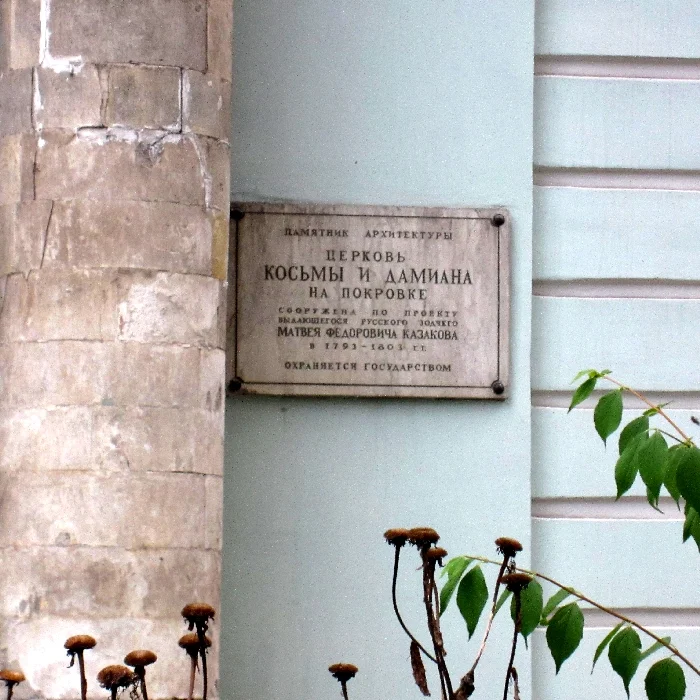 ПАМЯТНИК АРХИТЕКТУРЫ
ЦЕРКОВЬ
КОСЬМЫ И ДАМИАНА
НА ПОКРОВКЕ
СООРУЖЕНА ПО ПРОЕКТУ
ВЫДАЮЩЕГОСЯ РУССКОГО ЗОДЧЕГО
МАТВЕЯ ФЕДОРОВИЧА КАЗАКОВА
В 1793-1803 ГГ.
ОХРАНЯЕТСЯ ГОСУДАРСТВОМ